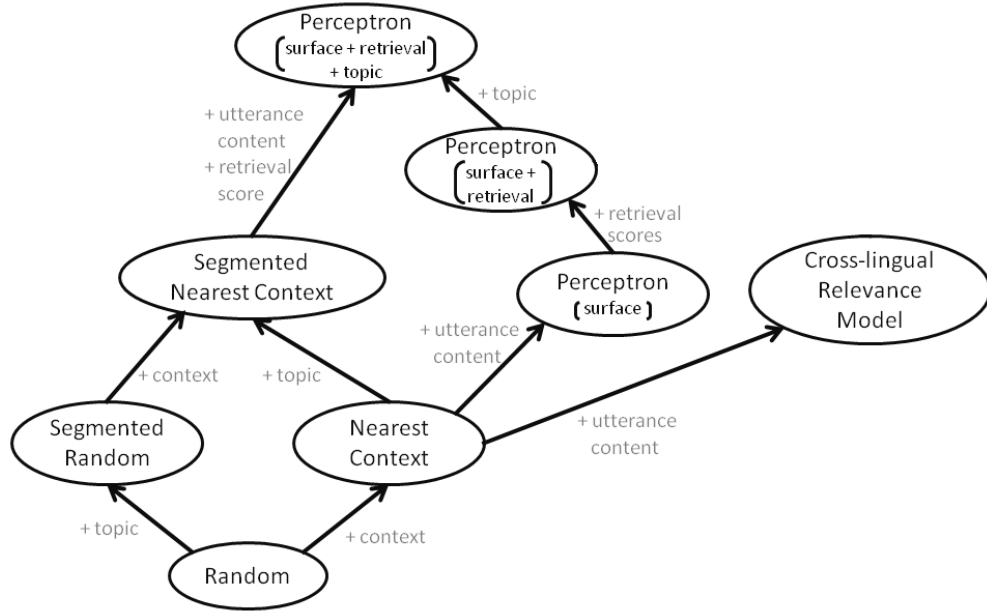 Perceptron
surface + retrieval
+ topic
+ utterance
content
+ retrieval
score
+ topic
Perceptron
surface +
retrieval
+ retrieval
scores
Segmented
Nearest Context
Perceptron
surface
Cross-lingual
Relevance
Model
+ utterance
content
+ context
+ topic
+ utterance
content
Segmented
Random
Nearest
Context
+ topic
+ context
Random